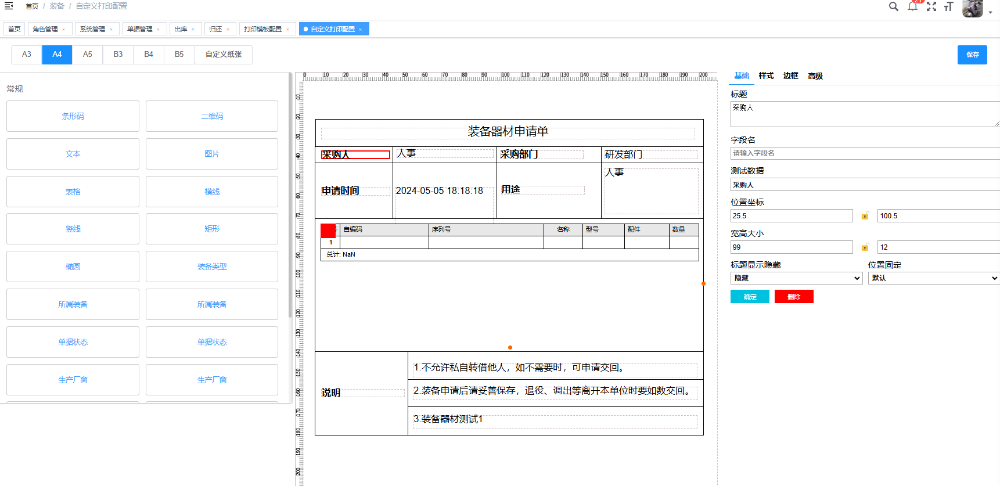 首页 / 装备 / 自定义打印配置
21
首页 角色管理 × 系统管理 × 单据管理 × 出库 × 归还 × 打印模板配置 × 自定义打印配置 ×
A3 A4 A5 B3 B4 B5 自定义纸张 保存
常规
条形码 二维码
文本 图片
表格 横线
竖线 矩形
椭圆 装备类型
所属装备 所属装备
单据状态 单据状态
生产厂商 生产厂商
0 10 20 30 40 50 60 70 80 90 100 110 120 130 140 150 160 170 180 190 200
10
20
30
40
50
60
70
80
90
100
110
120
130
140
150
160
170
180
190
200
装备器材申请单
采购人 人事 采购部门 研发部门
申请时间 2024-05-05 18:18:18 用途 人事
自编码 序列号 名称 型号 配件 数量
1
总计: NaN
说明
1.不允许私自转借他人，如不需要时，可申请交回。
2.装备申请后请妥善保存，退役、调出等离开本单位时要如数交回。
3.装备器材测试1
基础 样式 边框 高级
标题
采购人
字段名
请输入字段名
测试数据
采购人
位置坐标
25.5 100.5
宽高大小
99 12
标题显示隐藏 位置固定
隐藏 默认
确定 删除